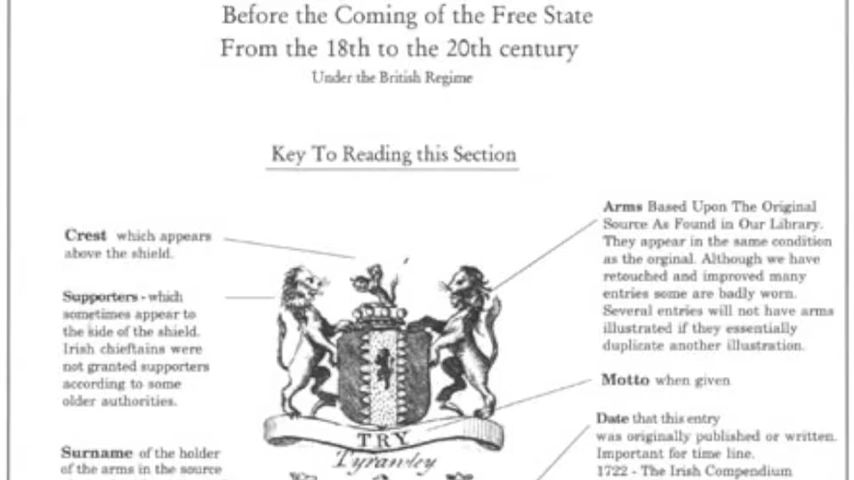 Before the Coming of the Free State
From the 18th to the 20th century
Under the British Regime
Key To Reading this Section
Crest which appears
above the shield.
Supporters - which
sometimes appear to
the side of the shield.
Irish chieftains were
not granted supporters
according to some
older authorities.
Surname of the holder
of the arms in the source
Arms Based Upon The Original
Source As Found in Our Library.
They appear in the same condition
as the orginal. Although we have
retouched and improved many
entries some are badly worn.
Several entries will not have arms
illustrated if they essentially
duplicate another illustration.
Motto when given
Date that this entry
was originally published or written.
Important for time line.
1722 - The Irish Compendium
TRY
Tyrawley